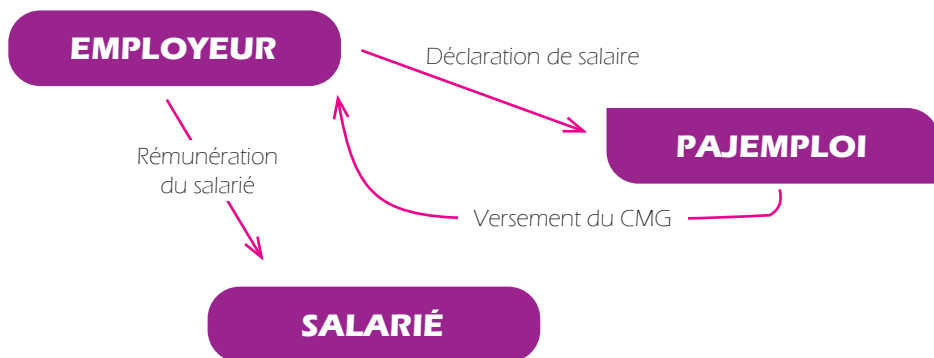 EMPLOYEUR
Déclaration de salaire
PAJEMPLOI
Rémunération
du salarié
Versement du CMG
SALARIÉ